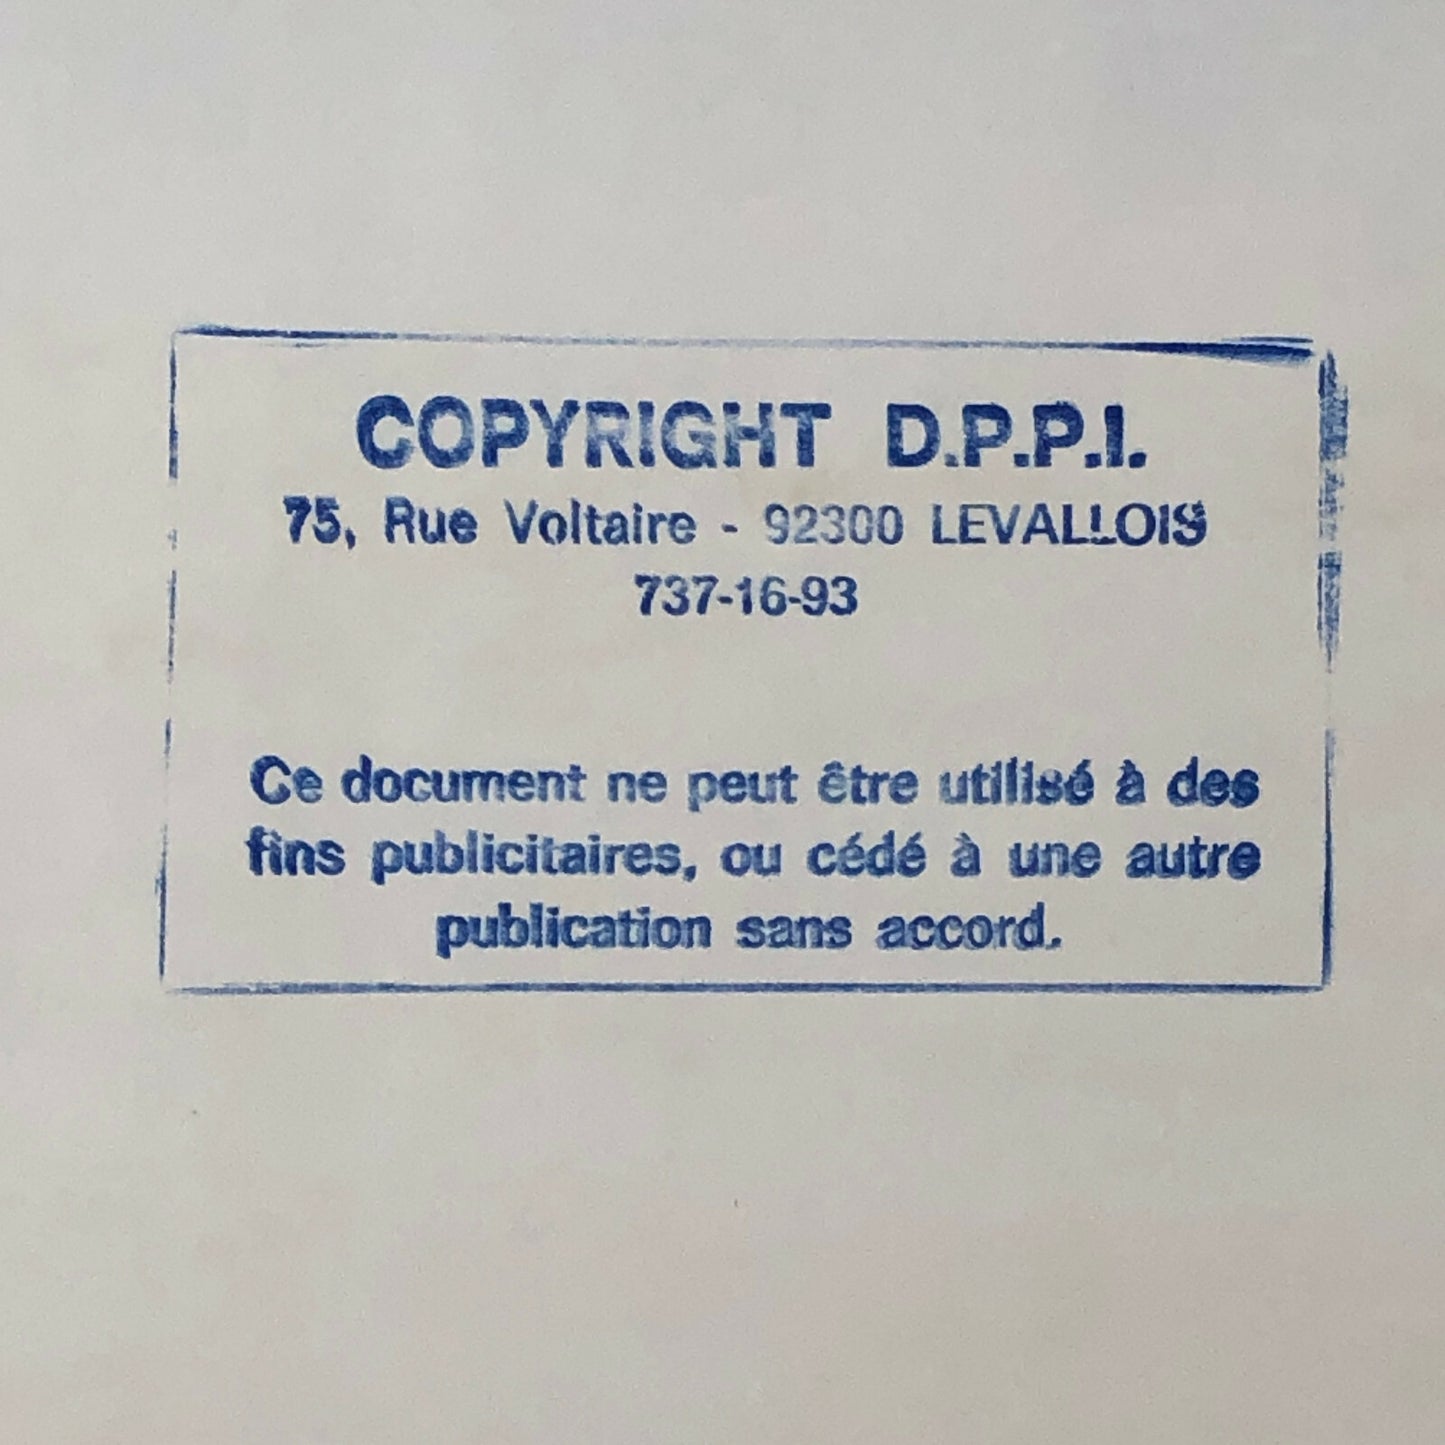 COPYRIGHT D.P.P.I.
75, Rue Voltaire - 92300 LEVALLOIS
737-16-93
Ce document ne peut être utilisé à des
fins publicitaires, ou cédé à une autre
publication sans accord.